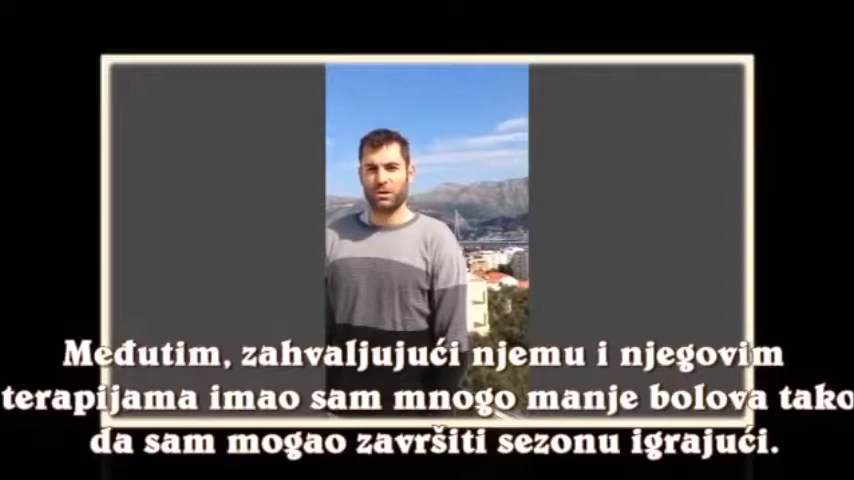 Međutim, zahvaljujući njemu i njegovim
terapijama imao sam mnogo manje bolova tako
da sam mogao završiti sezonu igrajući.